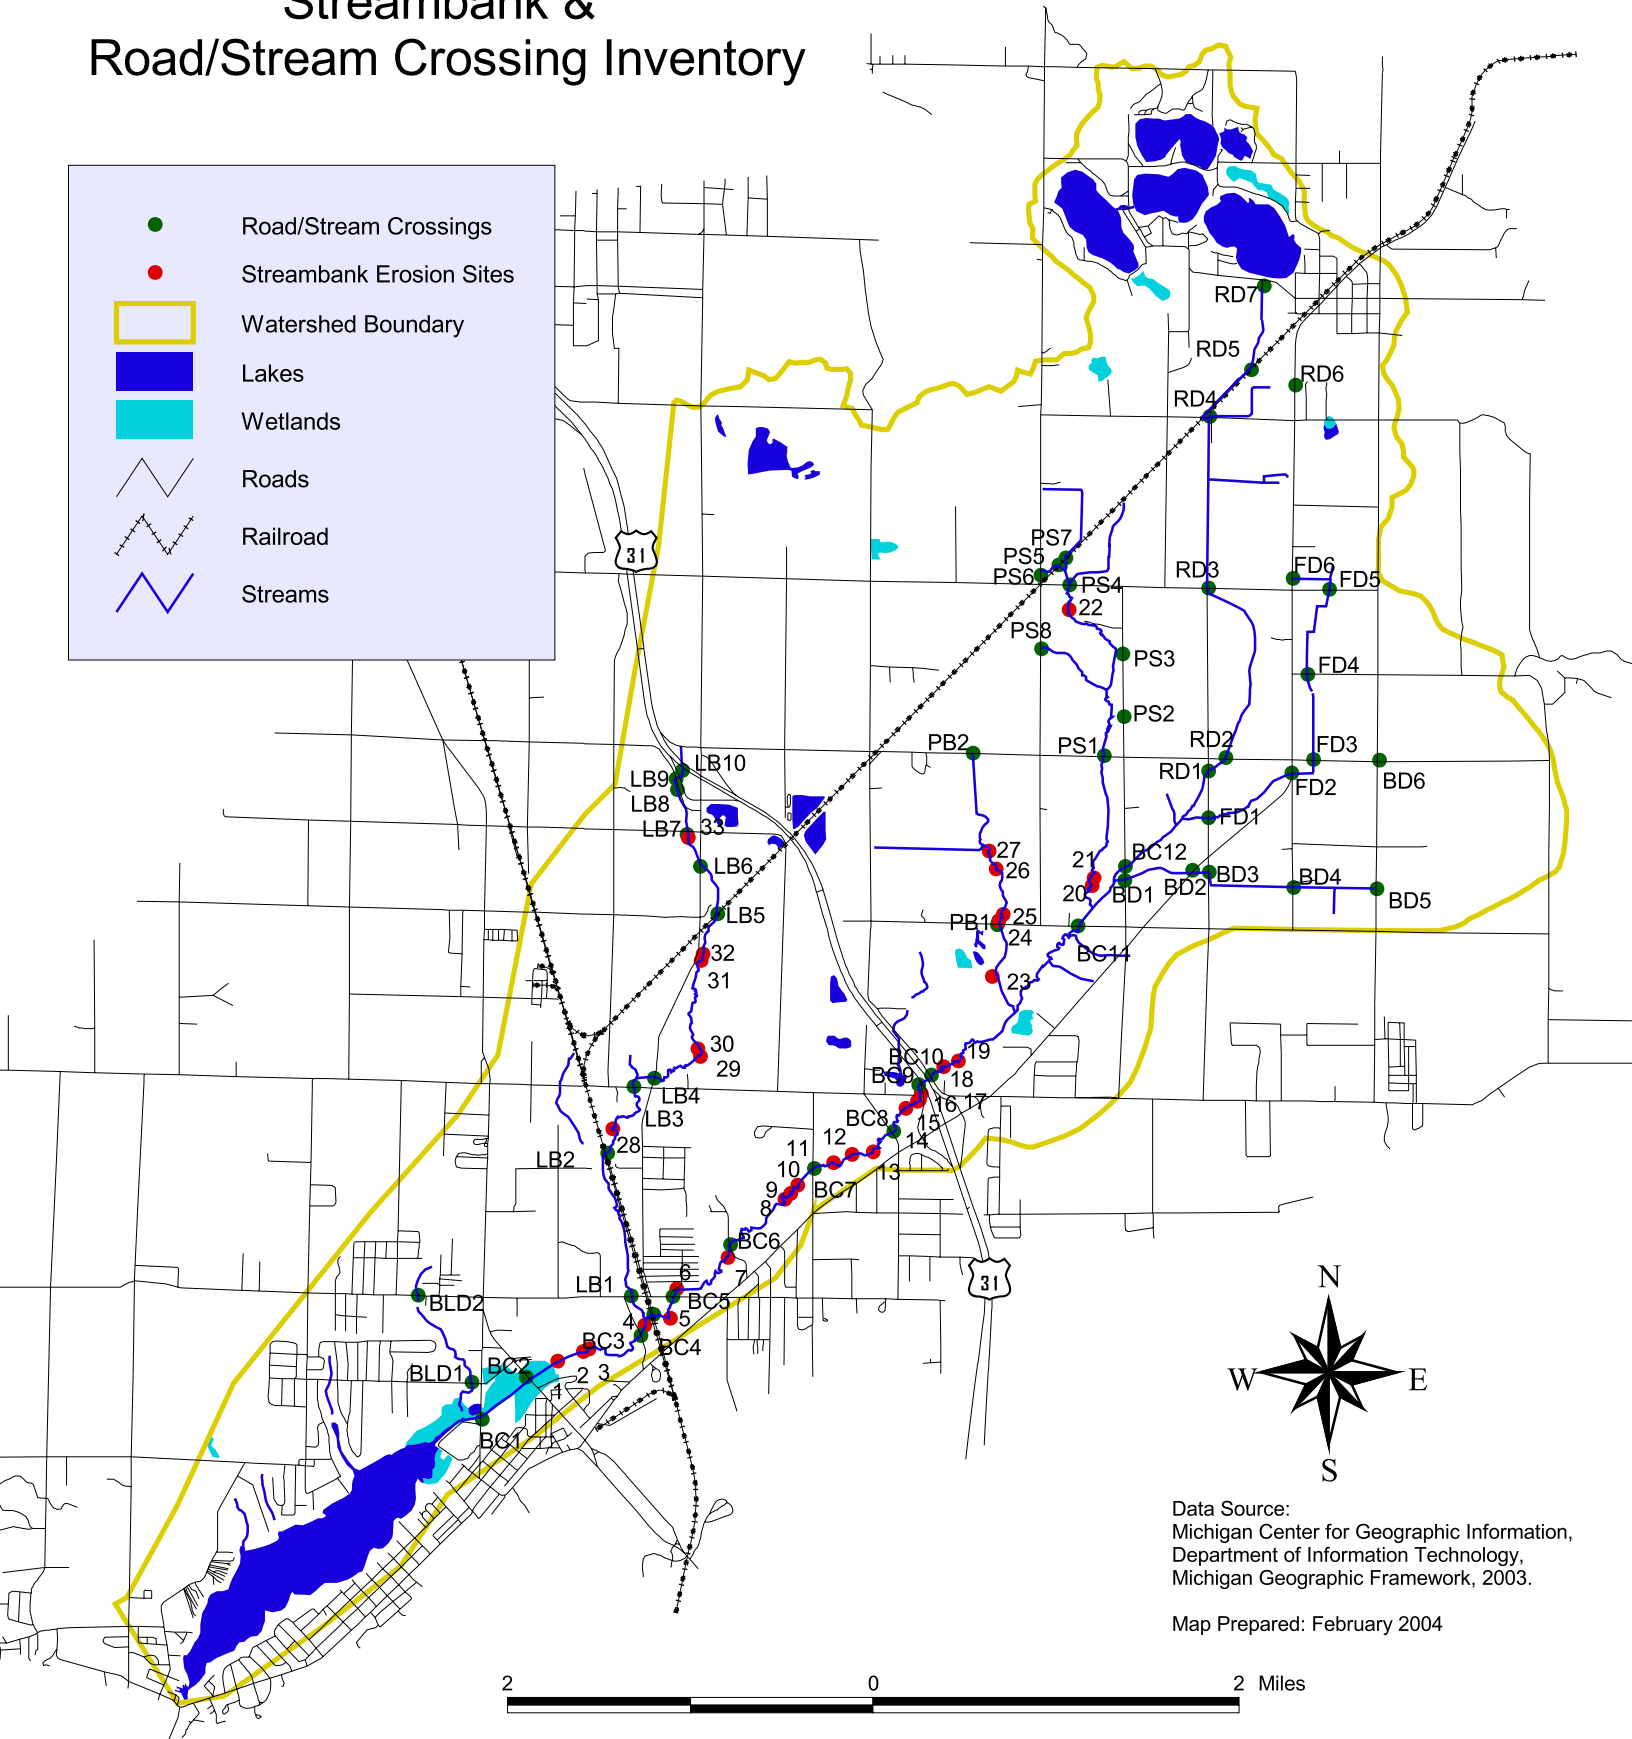 Streambank &
Road/Stream Crossing Inventory
Road/Stream Crossings
Streambank Erosion Sites
Watershed Boundary
Lakes
Wetlands
Roads
Railroad
Streams
31
RD7
RD5
RD6
RD4
PS7
PS5
PS6
PS4
RD3
FD6
FD5
22
PS8
PS3
FD4
PS2
PB2
PS1
RD2
FD3
RD1
FD2
BD6
LB10
LB9
LB8
LB7
33
FD1
LB6
27
26
21
20
BC12
BD1
BD2
BD3
BD4
BD5
LB5
PB1
25
24
BC11
32
31
23
30
29
BC10
19
BC9
18
LB4
LB3
16
17
BC8
15
14
28
LB2
11
12
13
10
9
8
BC7
BC6
7
6
LB1
BC5
BLD2
4
5
BC3
BC4
BLD1
BC2
1
2
3
BC1
31
N
W
E
S
Data Source:
Michigan Center for Geographic Information,
Department of Information Technology,
Michigan Geographic Framework, 2003.
Map Prepared: February 2004
2
0
2 Miles